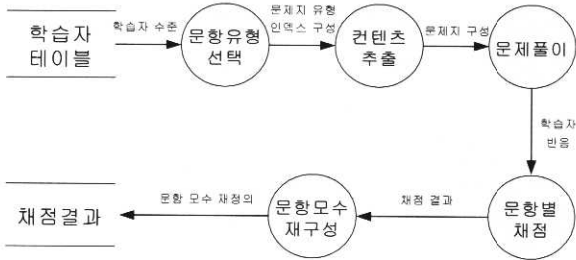 학습자
테이블
학습자 수준
문항유형
선택
문제지 유형
인덱스 구성
컨텐츠
추출
문제지 구성
문제풀이
학습자
반응
문항별
채점
채점 결과
문항모수
재구성
문항 모수 재정의
채점결과